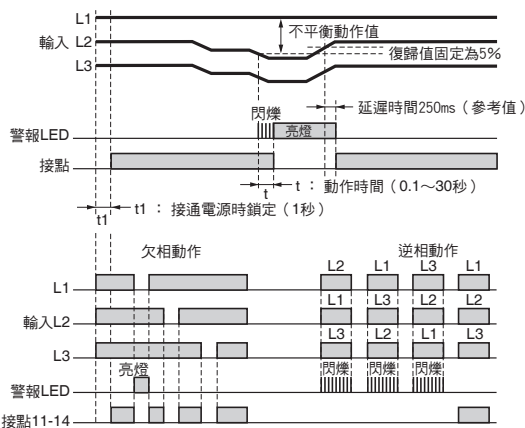 L1
不平衡動作值
輸入 L2
復歸值固定為5%
L3
閃爍
延遲時間250ms（參考值）
警報LED
亮燈
接點
t
t ： 動作時間（0.1～30秒）
t1
t1 ： 接通電源時鎖定（1秒）
欠相動作
逆相動作
L2 L1 L3 L1
L1
L1 L3 L2 L2
輸入L2
L3 L2 L1 L3
L3
亮燈
閃爍 閃爍 閃爍
警報LED
接點11-14